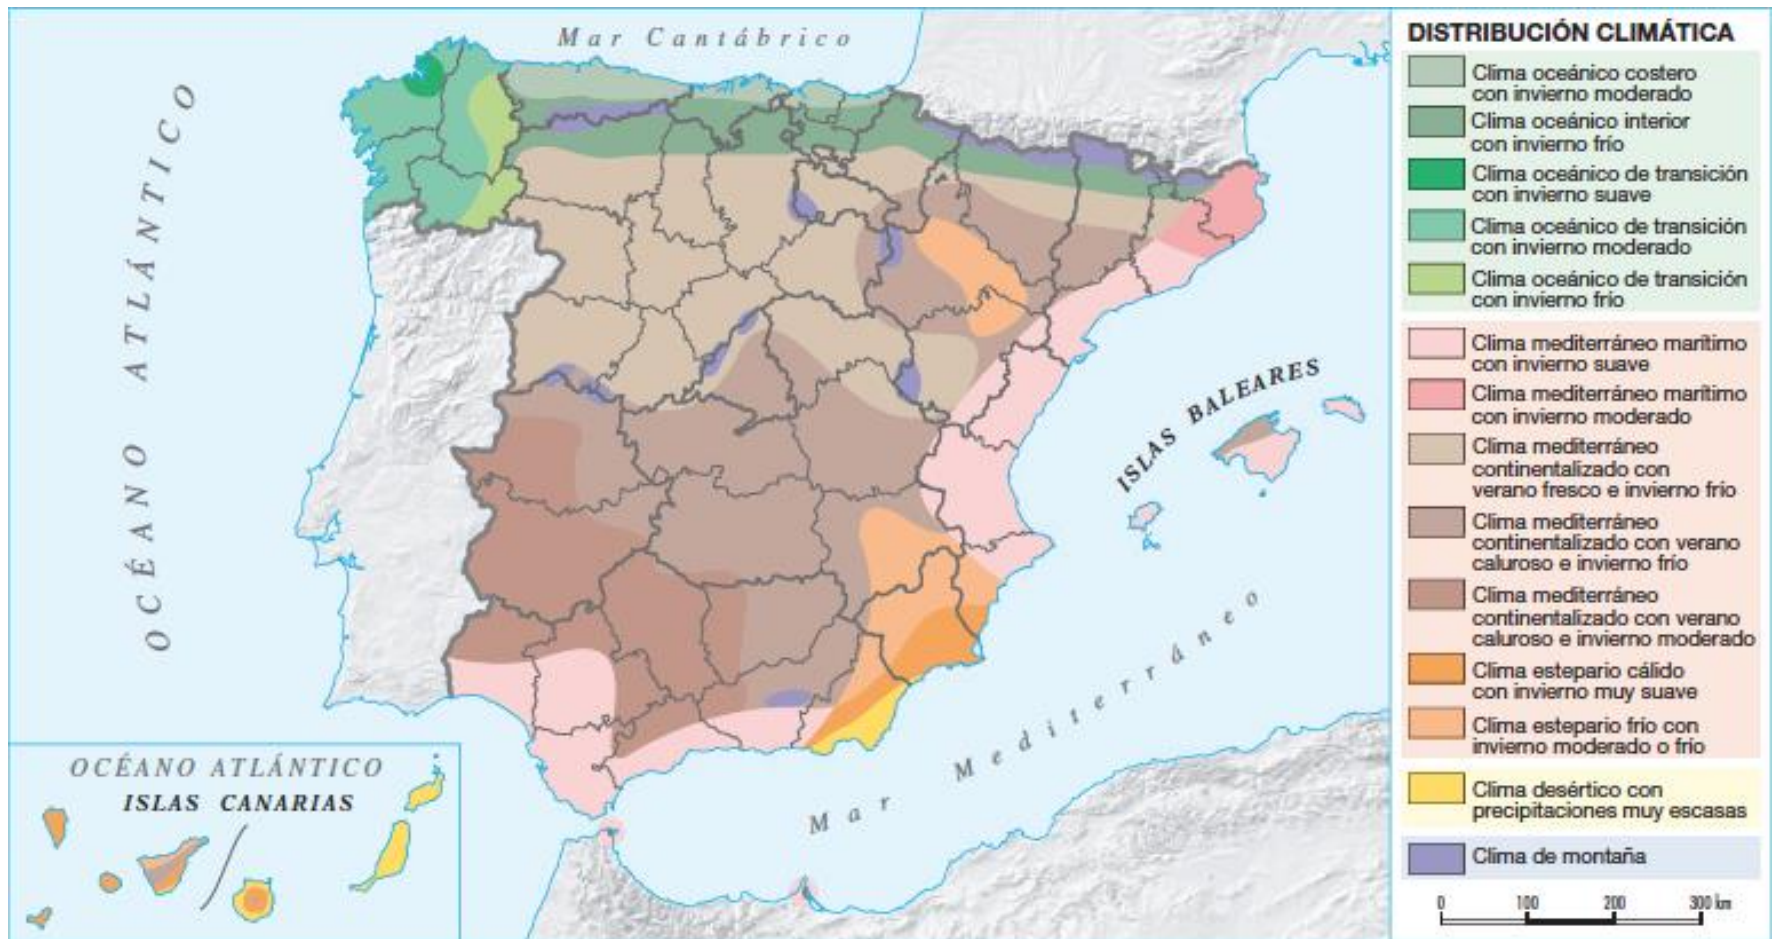 Mar Cantábrico
OCÉANO ATLÁNTICO
ISLAS BALEARES
Mar Mediterráneo
OCÉANO ATLÁNTICO
ISLAS CANARIAS
DISTRIBUCIÓN CLIMÁTICA
Clima oceánico costero
con invierno moderado
Clima oceánico interior
con invierno frío
Clima oceánico de transición
con invierno suave
Clima oceánico de transición
con invierno moderado
Clima oceánico de transición
con invierno frío
Clima mediterráneo marítimo
con invierno suave
Clima mediterráneo marítimo
con invierno moderado
Clima mediterráneo
continentalizado con
verano fresco e invierno frío
Clima mediterráneo
continentalizado con verano
caluroso e invierno frío
Clima mediterráneo
continentalizado con verano
caluroso e invierno moderado
Clima estepario cálido
con invierno muy suave
Clima estepario frío con
invierno moderado o frío
Clima desértico con
precipitaciones muy escasas
Clima de montaña
0 100 200 300 km